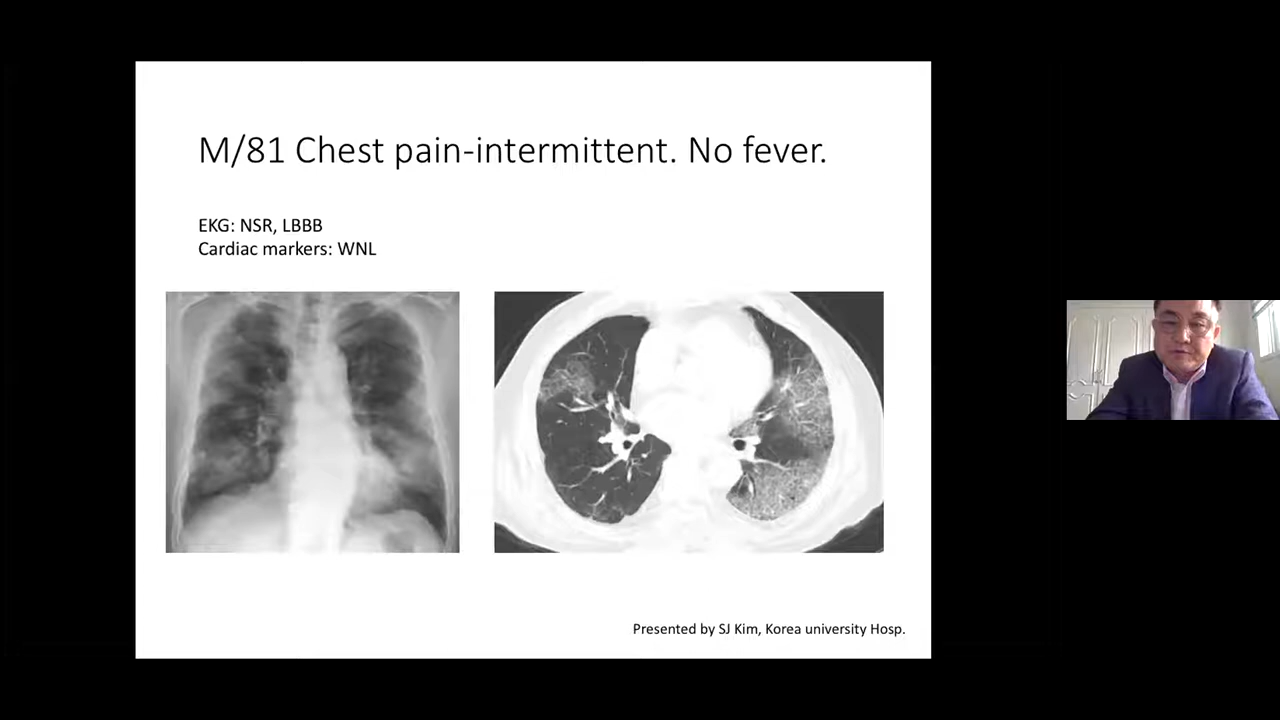 M/81 Chest pain-intermittent. No fever.
EKG: NSR, LBBB
Cardiac markers: WNL
Presented by SJ Kim, Korea university Hosp.